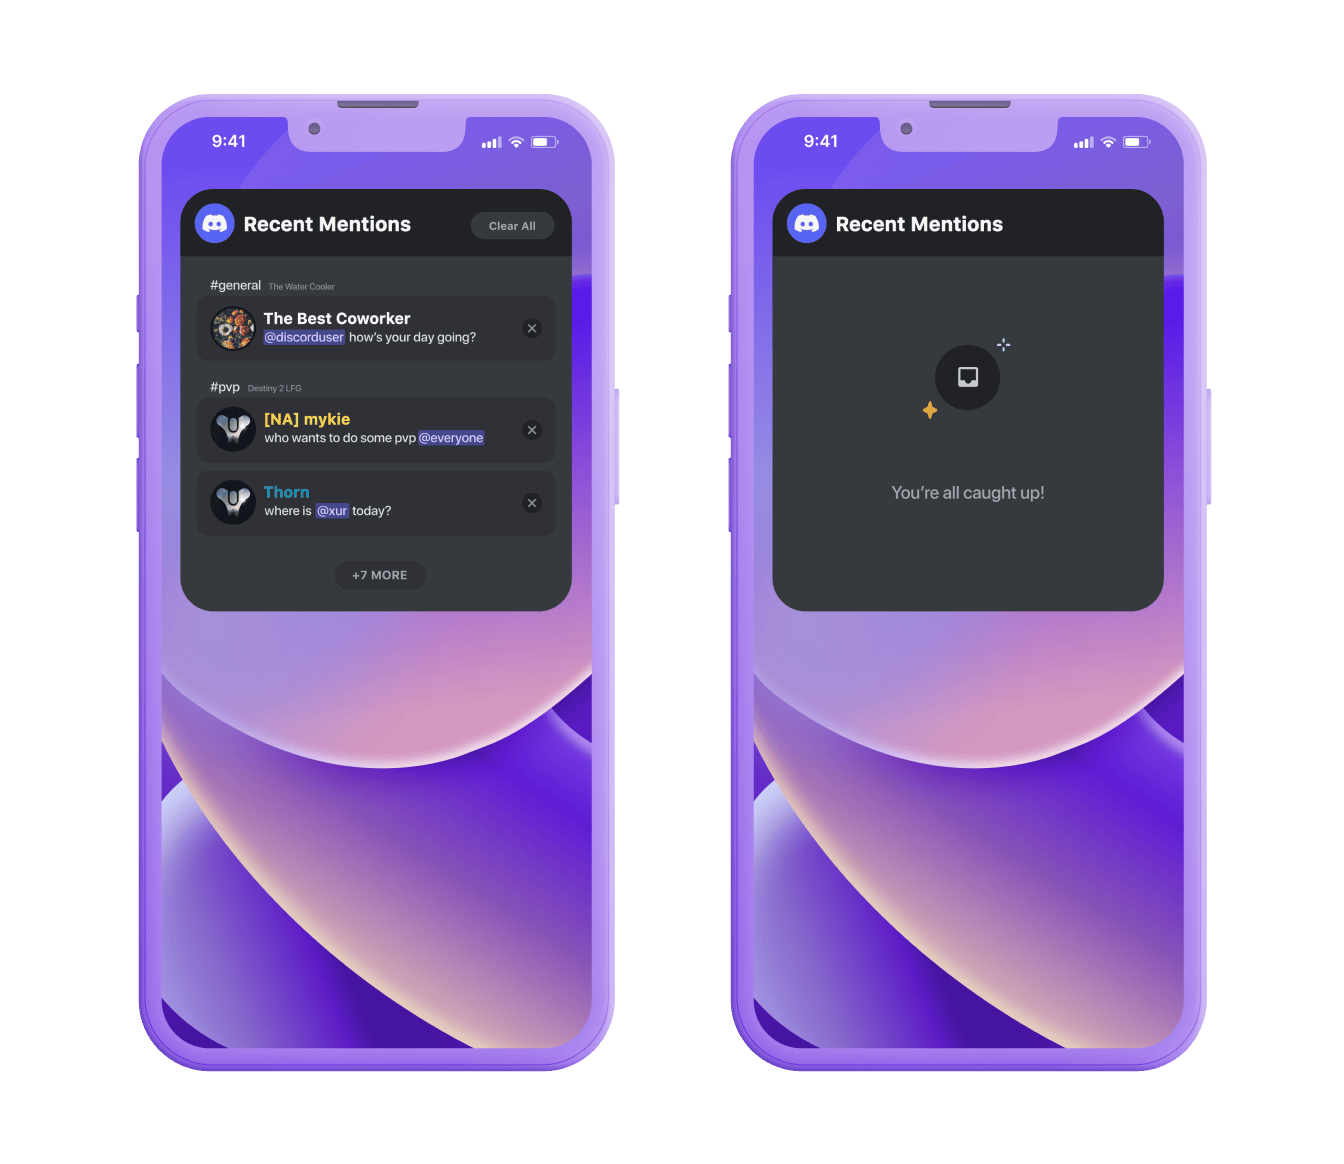 9:41
Recent Mentions
Clear All
#general The Water Cooler
The Best Coworker
@discorduser how's your day going?
#pvp Destiny 2 LFG
[NA] mykie
who wants to do some pvp @everyone
Thorn
where is @xur today?
+7 MORE
9:41
Recent Mentions
You're all caught up!